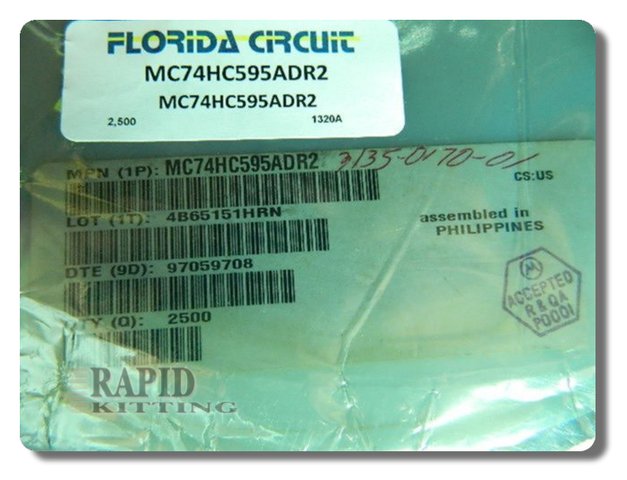 FLORIDA CIRCUIT
MC74HC595ADR2
MC74HC595ADR2
2,500 1320A
MPN (1P): MC74HC595ADR2 3135-0170-01
CS:US
LOT (1T): 4B65151HRN
assembled in
PHILIPPINES
DTE (9D): 97059708
QTY (Q): 2500
ACCEPTED
R & QA
P0001
RAPID
KITTING